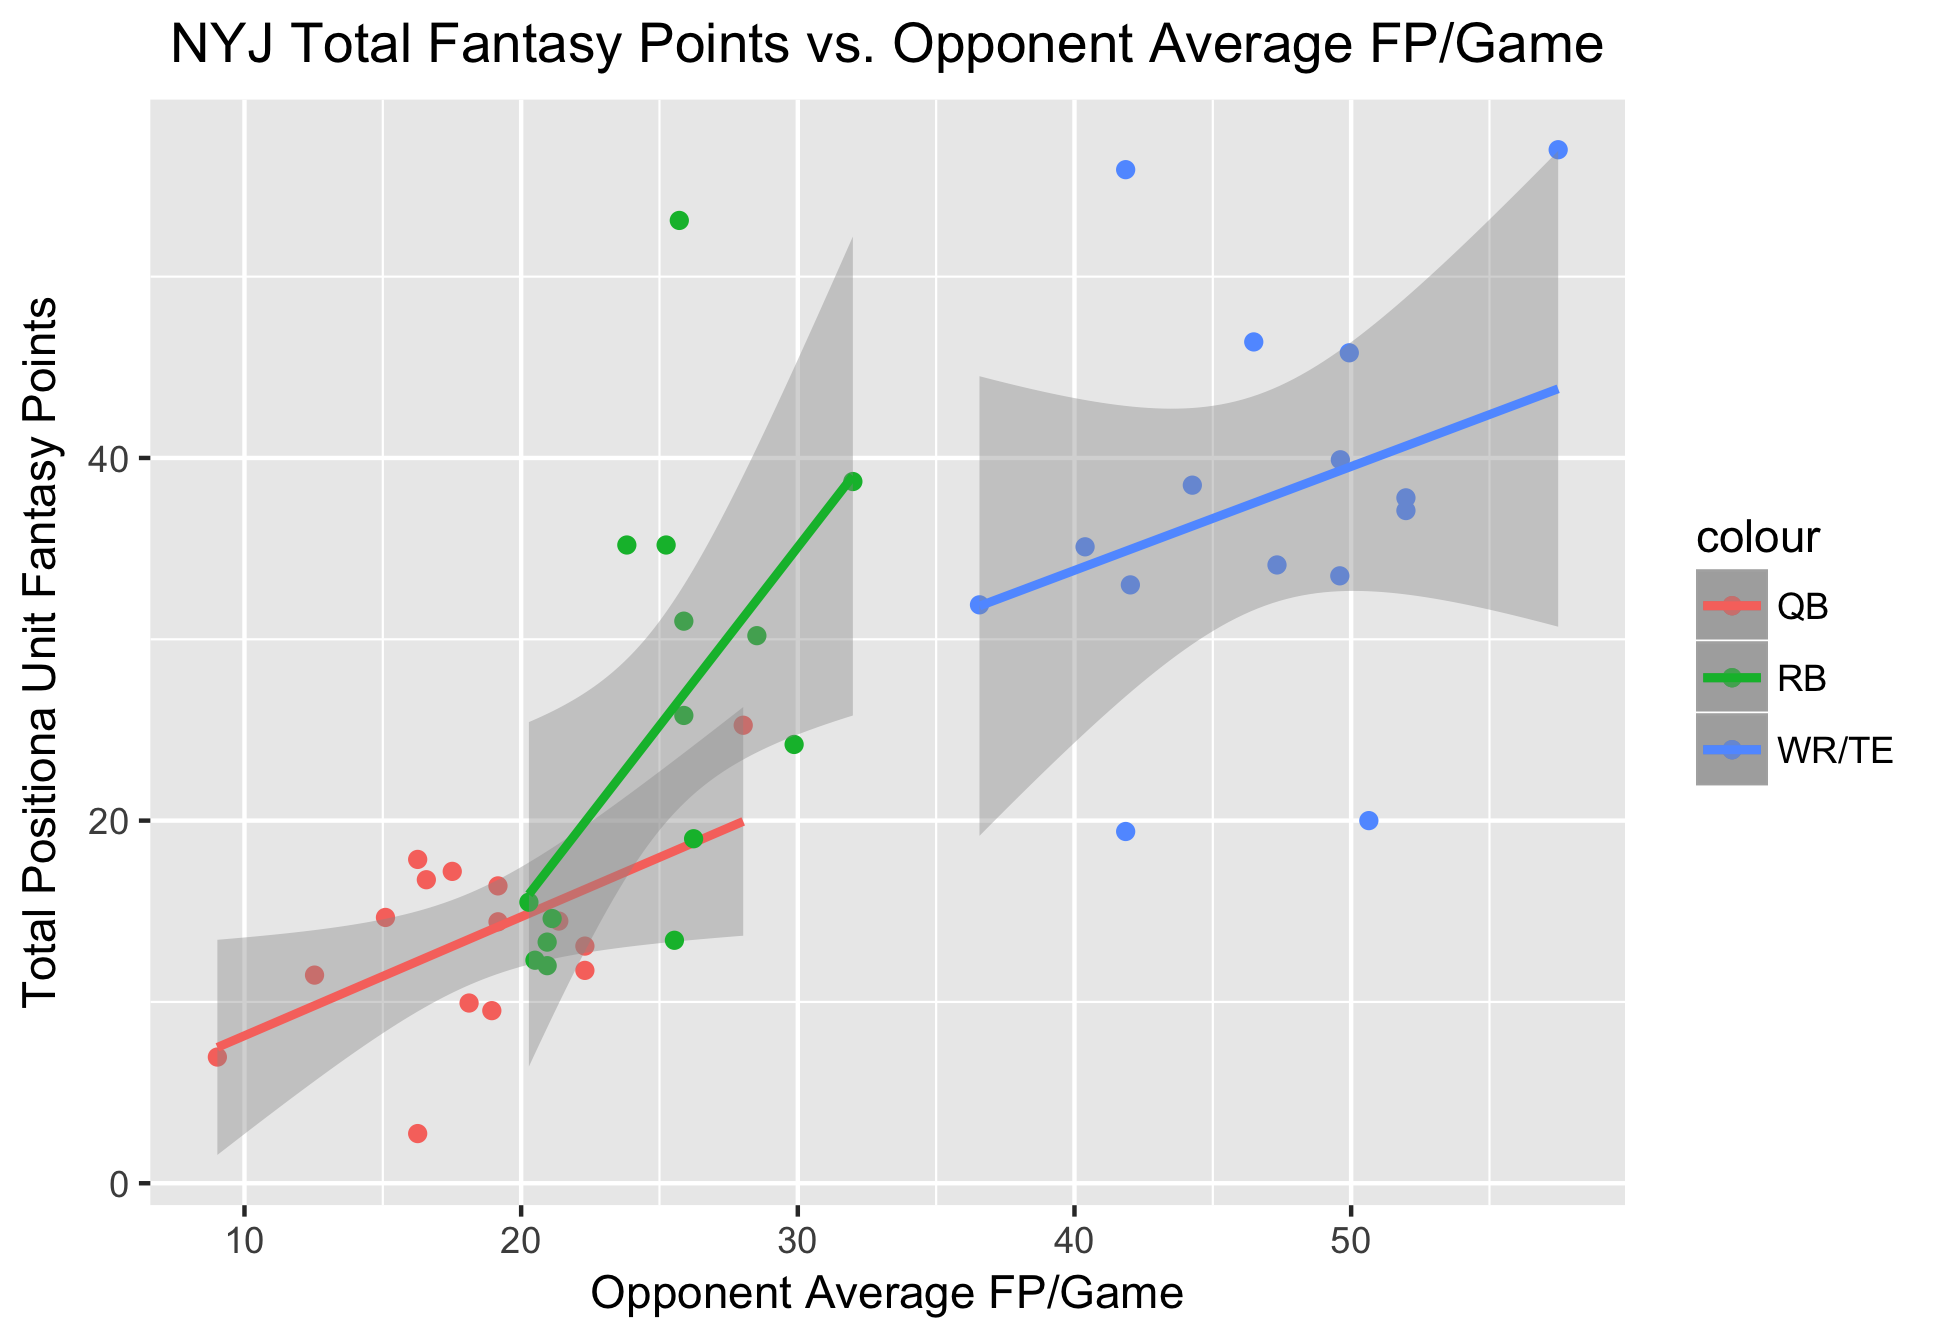 NYJ Total Fantasy Points vs. Opponent Average FP/Game
Total Positiona Unit Fantasy Points
40
20
0
10 20 30 40 50
Opponent Average FP/Game
colour
QB
RB
WR/TE